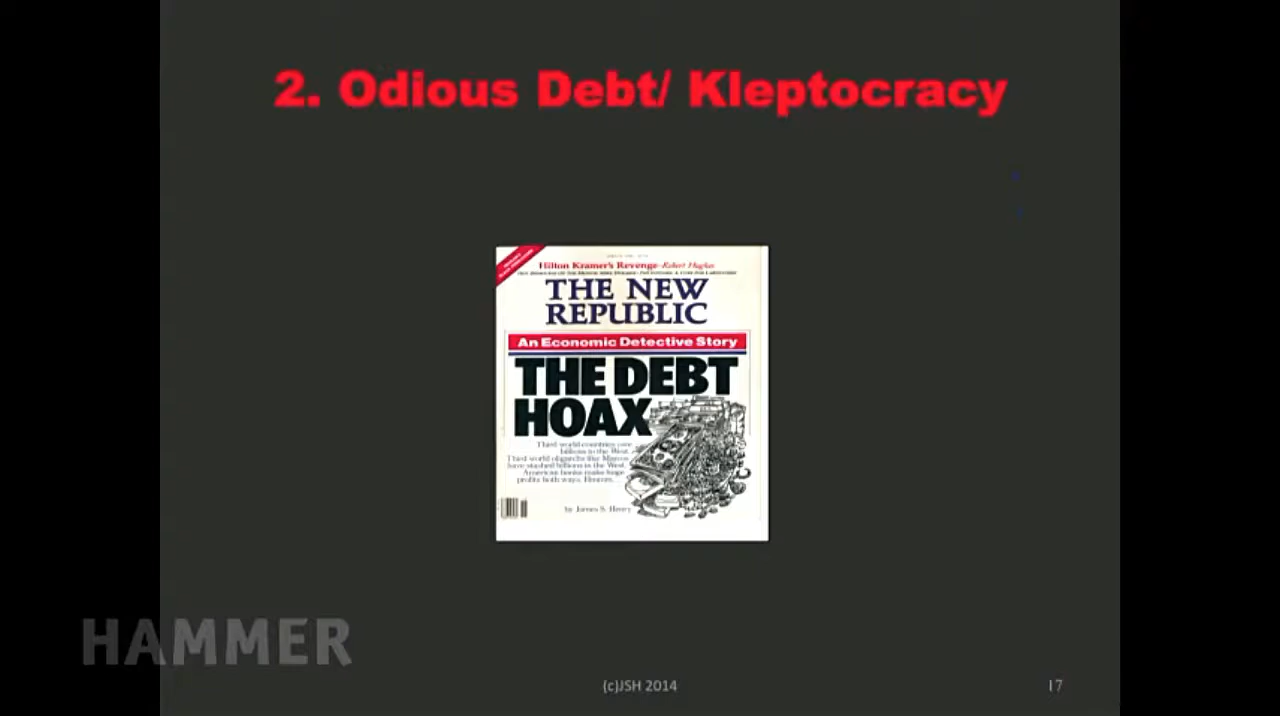 2. Odious Debt/ Kleptocracy
Hilton Kramer's Revenge-Robert Hughes
THE NEW
REPUBLIC
An Economic Detective Story
THE DEBT
HOAX
Third world countries owe
billions to the West.
Third world oligarchs like Marcos
have stashed billions in the West.
American banks make huge
profits both ways. Hmmm.
by James S. Henry
HAMMER
(c)JSH 2014
17